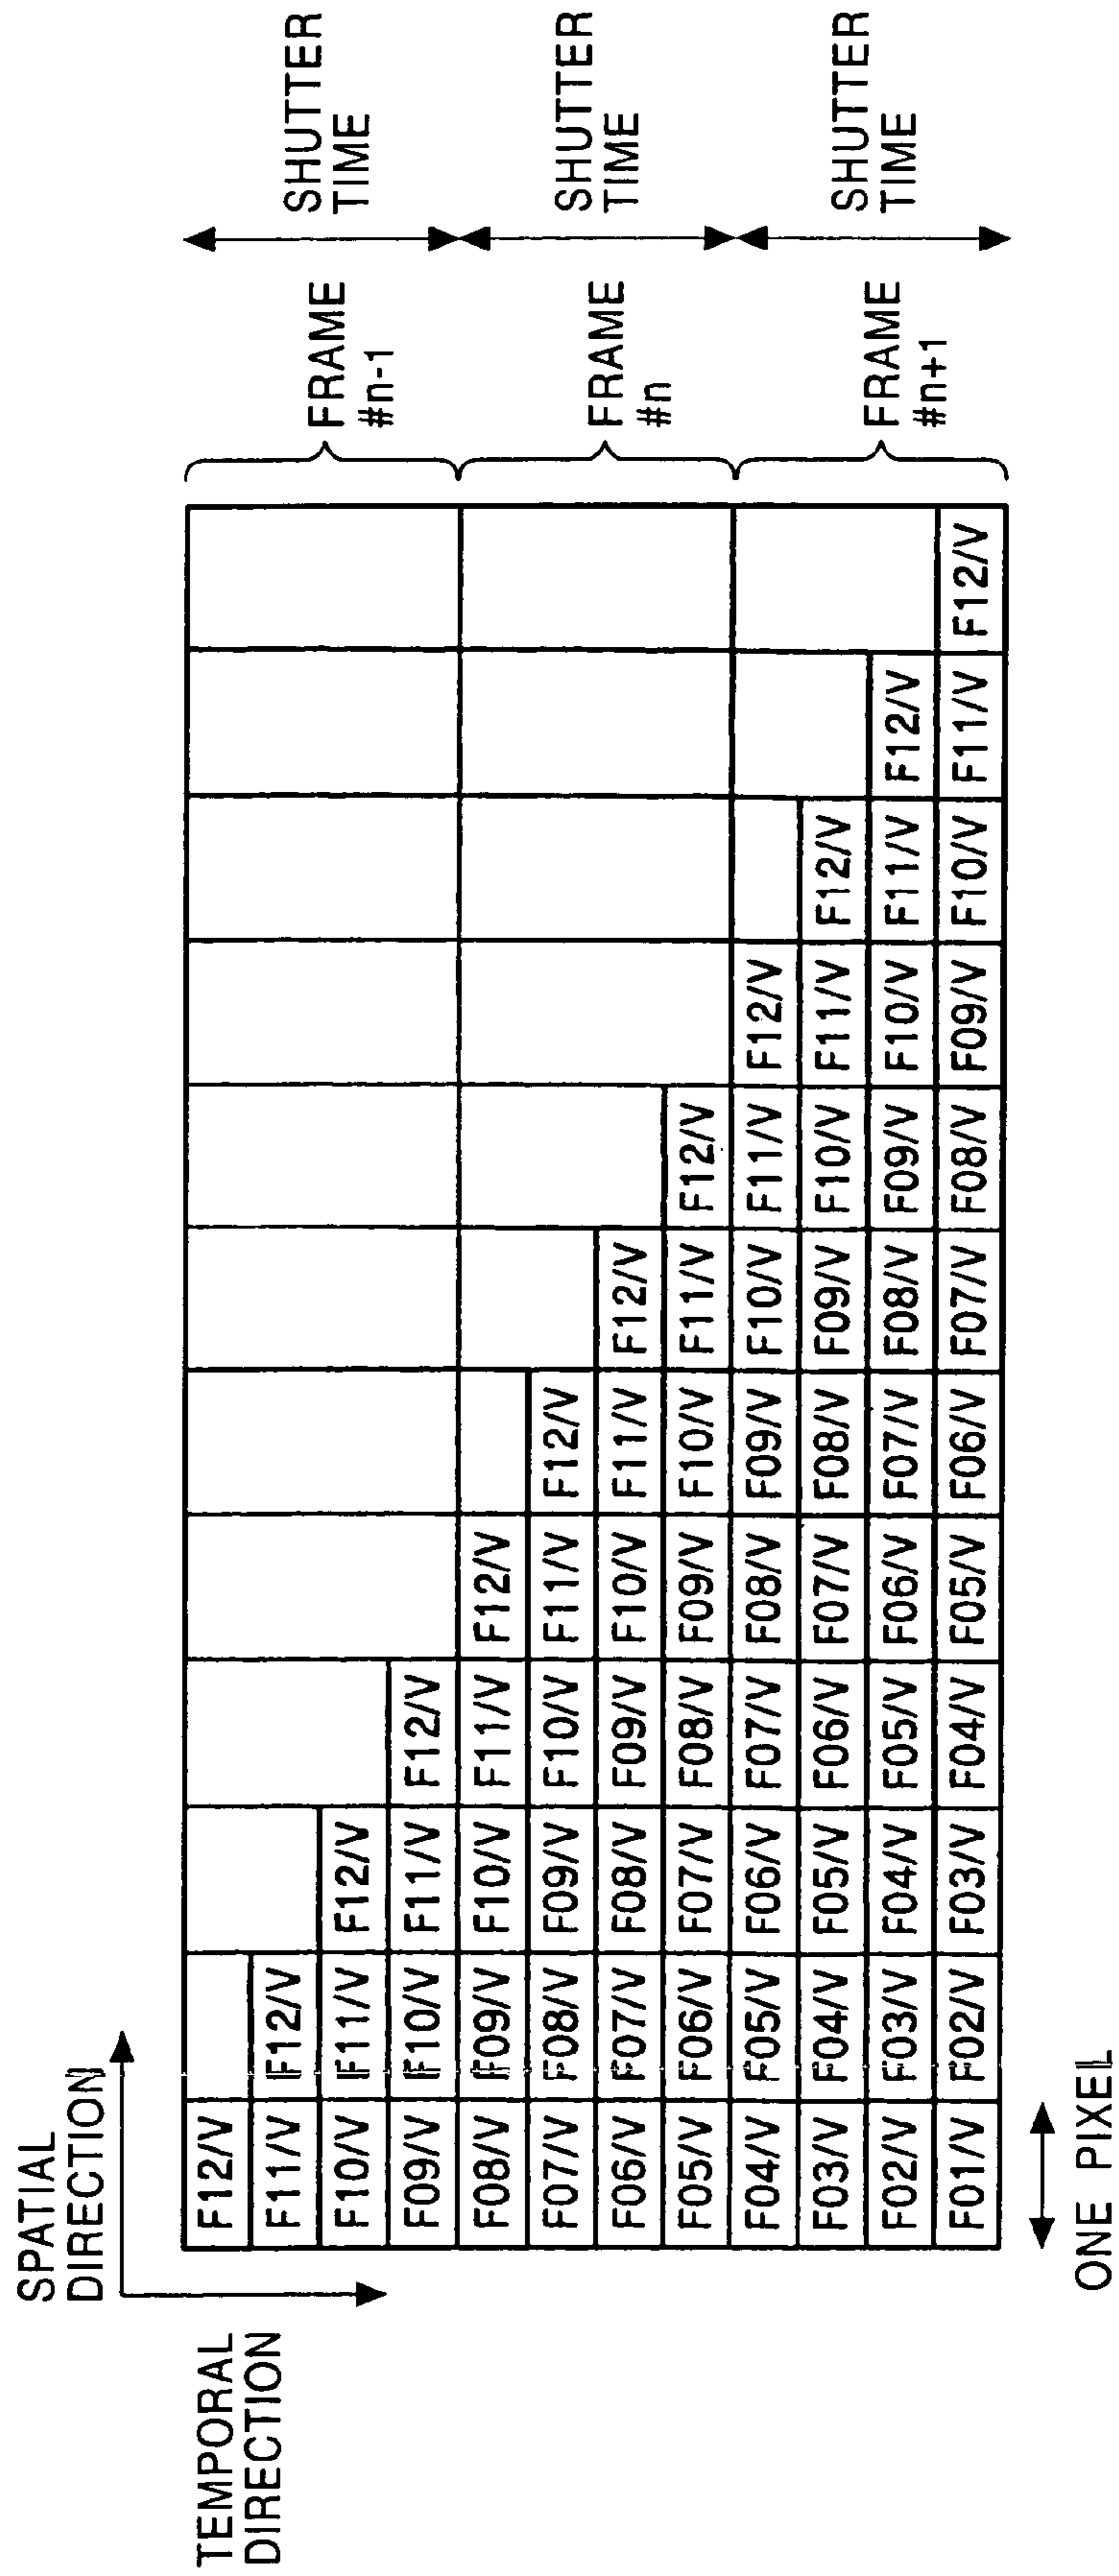 SPATIAL
DIRECTION
TEMPORAL
DIRECTION
F12/V
F11/V F12/V
F10/V F11/V F12/V
F09/V F10/V F11/V F12/V
FRAME
#n-1
SHUTTER
TIME
F08/V F09/V F10/V F11/V F12/V
F07/V F08/V F09/V F10/V F11/V F12/V
F06/V F07/V F08/V F09/V F10/V F11/V F12/V
F05/V F06/V F07/V F08/V F09/V F10/V F11/V F12/V
FRAME
#n
SHUTTER
TIME
F04/V F05/V F06/V F07/V F08/V F09/V F10/V F11/V F12/V
F03/V F04/V F05/V F06/V F07/V F08/V F09/V F10/V F11/V F12/V
F02/V F03/V F04/V F05/V F06/V F07/V F08/V F09/V F10/V F11/V F12/V
F01/V F02/V F03/V F04/V F05/V F06/V F07/V F08/V F09/V F10/V F11/V F12/V
FRAME
#n+1
SHUTTER
TIME
ONE PIXEL